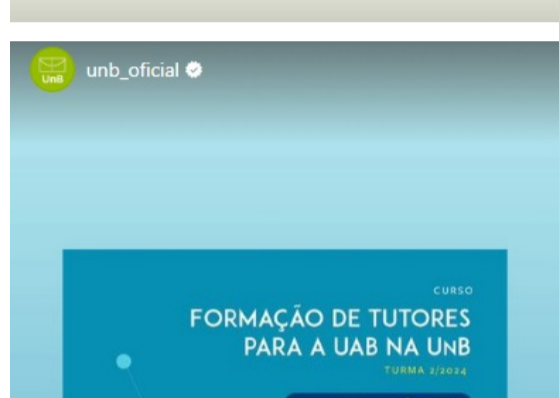 UnB
unb_oficial
CURSO
FORMAÇÃO DE TUTORES
PARA A UAB NA UNB
TURMA 2/2024